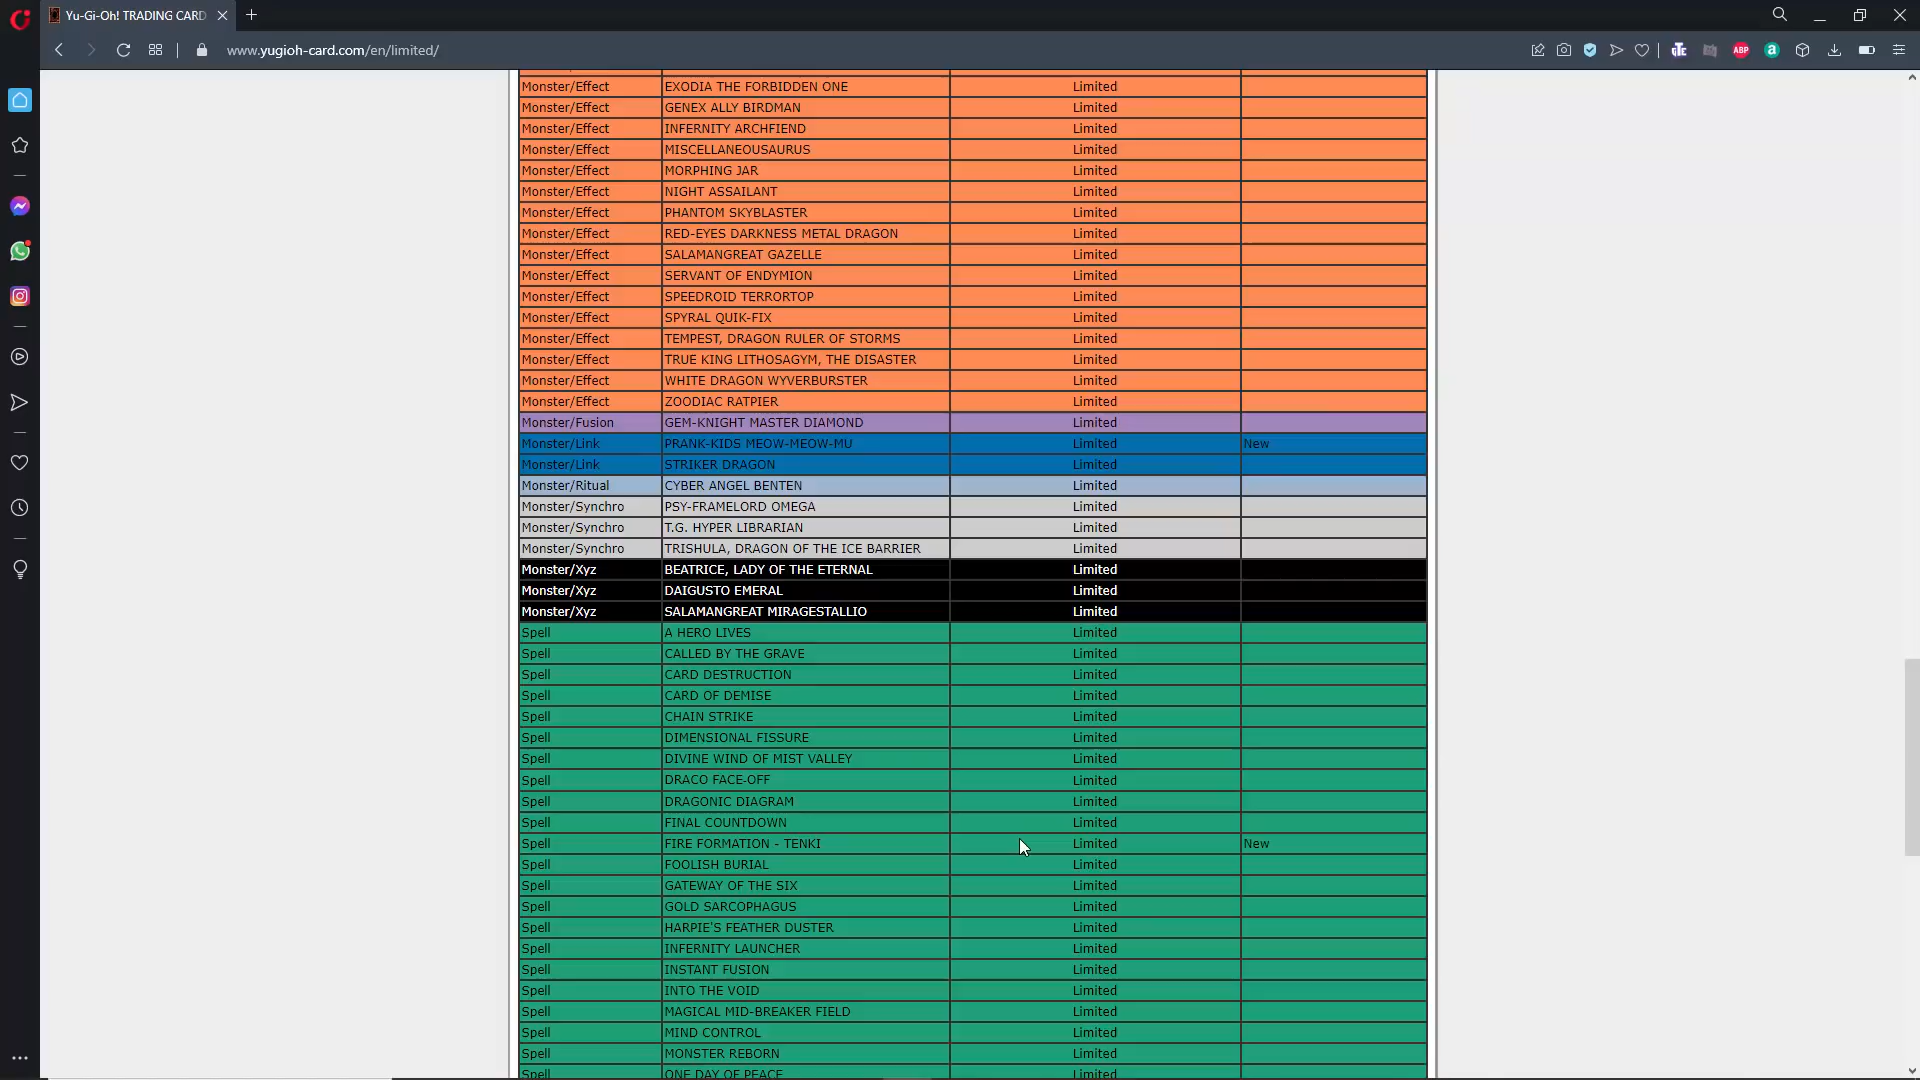 Yu-Gi-Oh! TRADING CARD
www.yugioh-card.com/en/limited/
ABP
a
Monster/Effect EXODIA THE FORBIDDEN ONE Limited
Monster/Effect GENEX ALLY BIRDMAN Limited
Monster/Effect INFERNITY ARCHFIEND Limited
Monster/Effect MISCELLANEOUSAURUS Limited
Monster/Effect MORPHING JAR Limited
Monster/Effect NIGHT ASSAILANT Limited
Monster/Effect PHANTOM SKYBLASTER Limited
Monster/Effect RED-EYES DARKNESS METAL DRAGON Limited
Monster/Effect SALAMANGREAT GAZELLE Limited
Monster/Effect SERVANT OF ENDYMION Limited
Monster/Effect SPEEDROID TERRORTOP Limited
Monster/Effect SPYRAL QUIK-FIX Limited
Monster/Effect TEMPEST, DRAGON RULER OF STORMS Limited
Monster/Effect TRUE KING LITHOSAGYM, THE DISASTER Limited
Monster/Effect WHITE DRAGON WYVERBURSTER Limited
Monster/Effect ZOODIAC RATPIER Limited
Monster/Fusion GEM-KNIGHT MASTER DIAMOND Limited
Monster/Link PRANK-KIDS MEOW-MEOW-MU Limited New
Monster/Link STRIKER DRAGON Limited
Monster/Ritual CYBER ANGEL BENTEN Limited
Monster/Synchro PSY-FRAMELORD OMEGA Limited
Monster/Synchro T.G. HYPER LIBRARIAN Limited
Monster/Synchro TRISHULA, DRAGON OF THE ICE BARRIER Limited
Monster/Xyz BEATRICE, LADY OF THE ETERNAL Limited
Monster/Xyz DAIGUSTO EMERAL Limited
Monster/Xyz SALAMANGREAT MIRAGESTALLIO Limited
Spell A HERO LIVES Limited
Spell CALLED BY THE GRAVE Limited
Spell CARD DESTRUCTION Limited
Spell CARD OF DEMISE Limited
Spell CHAIN STRIKE Limited
Spell DIMENSIONAL FISSURE Limited
Spell DIVINE WIND OF MIST VALLEY Limited
Spell DRACO FACE-OFF Limited
Spell DRAGONIC DIAGRAM Limited
Spell FINAL COUNTDOWN Limited
Spell FIRE FORMATION - TENKI Limited New
Spell FOOLISH BURIAL Limited
Spell GATEWAY OF THE SIX Limited
Spell GOLD SARCOPHAGUS Limited
Spell HARPIE'S FEATHER DUSTER Limited
Spell INFERNITY LAUNCHER Limited
Spell INSTANT FUSION Limited
Spell INTO THE VOID Limited
Spell MAGICAL MID-BREAKER FIELD Limited
Spell MIND CONTROL Limited
Spell MONSTER REBORN Limited
Spell ONE DAY OF PEACE Limited